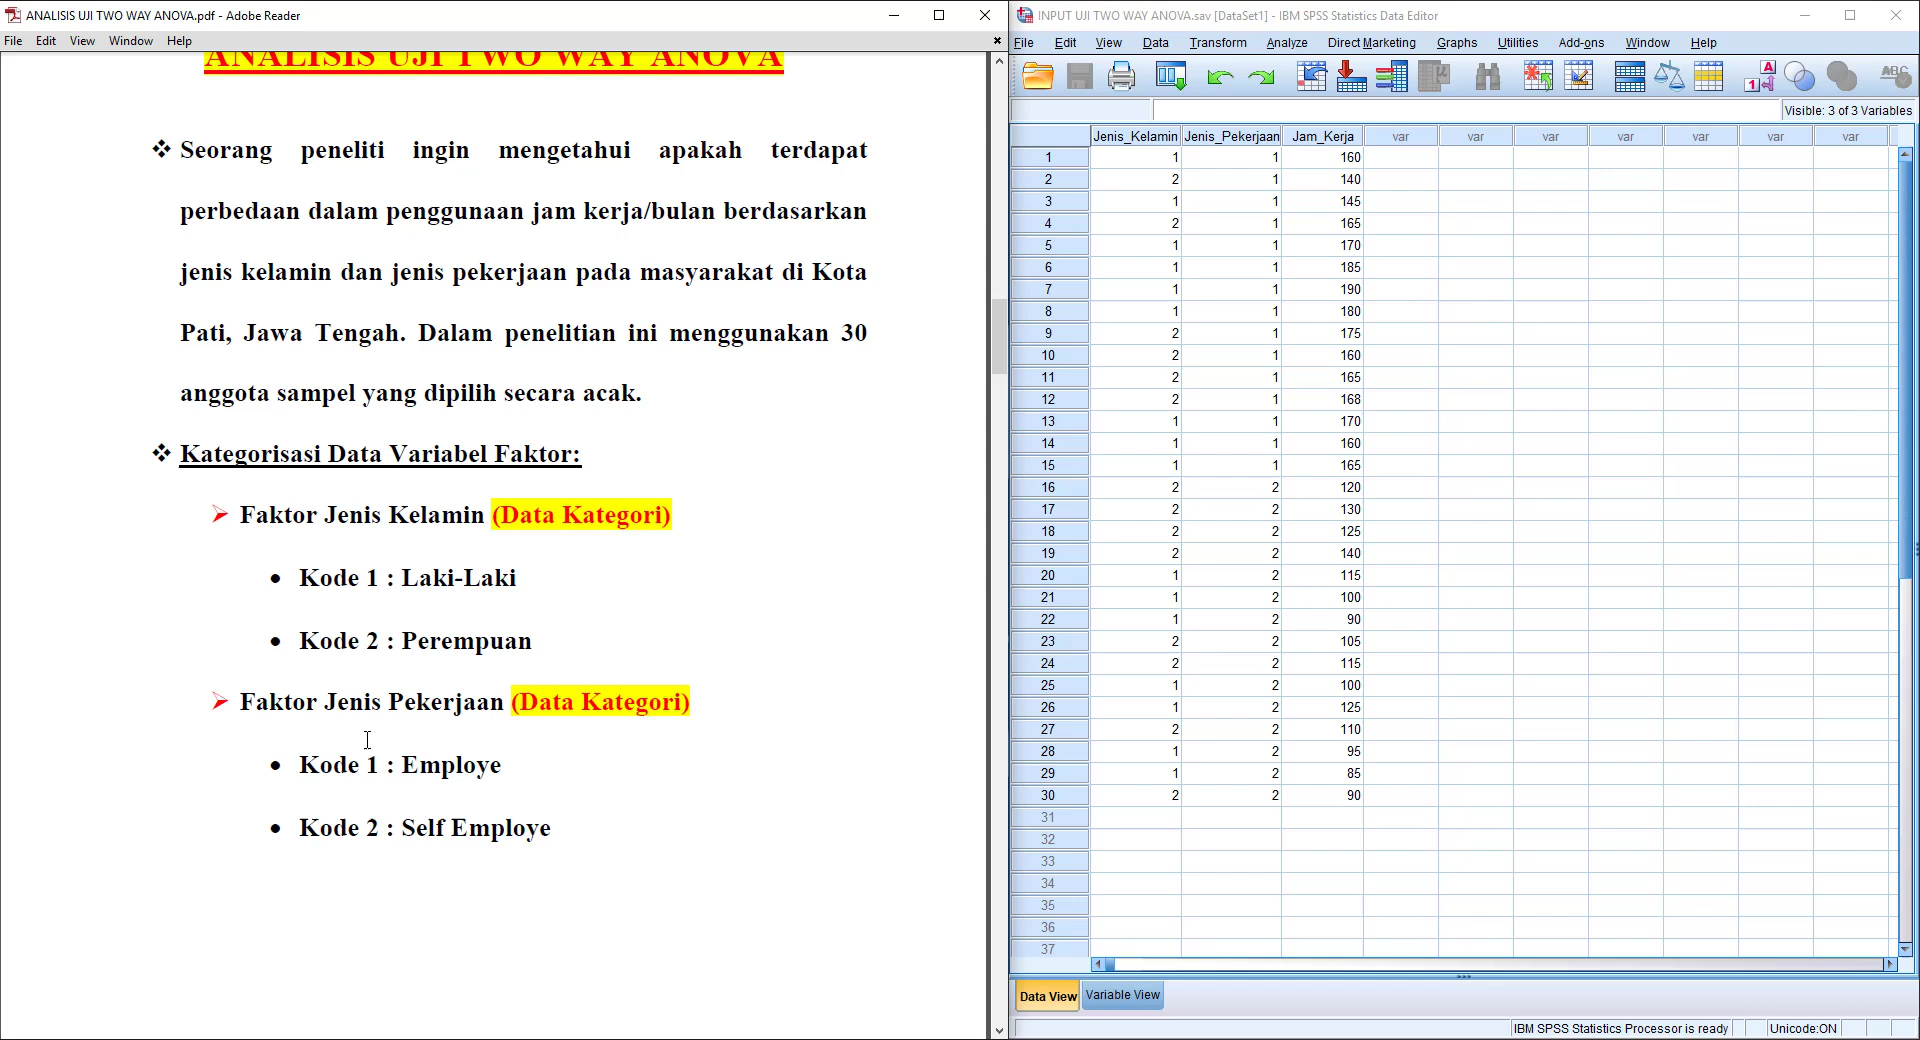 ANALISIS UJI TWO WAY ANOVA.pdf - Adobe Reader
File Edit View Window Help
ANALISIS UJI TWO WAY ANOVA
❖ Seorang peneliti ingin mengetahui apakah terdapat
perbedaan dalam penggunaan jam kerja/bulan berdasarkan
jenis kelamin dan jenis pekerjaan pada masyarakat di Kota
Pati, Jawa Tengah. Dalam penelitian ini menggunakan 30
anggota sampel yang dipilih secara acak.
❖ Kategorisasi Data Variabel Faktor:
➢ Faktor Jenis Kelamin (Data Kategori)
• Kode 1 : Laki-Laki
• Kode 2 : Perempuan
➢ Faktor Jenis Pekerjaan (Data Kategori)
• Kode 1 : Employe
• Kode 2 : Self Employe
INPUT UJI TWO WAY ANOVA.sav [DataSet1] - IBM SPSS Statistics Data Editor
File Edit View Data Transform Analyze Direct Marketing Graphs Utilities Add-ons Window Help
1 A ABC
Visible: 3 of 3 Variables
Jenis_Kelamin Jenis_Pekerjaan Jam_Kerja var var var var var var var
1 1 1 160
2 2 1 140
3 1 1 145
4 2 1 165
5 1 1 170
6 1 1 185
7 1 1 190
8 1 1 180
9 2 1 175
10 2 1 160
11 2 1 165
12 2 1 168
13 1 1 170
14 1 1 160
15 1 1 165
16 2 2 120
17 2 2 130
18 2 2 125
19 2 2 140
20 1 2 115
21 1 2 100
22 1 2 90
23 2 2 105
24 2 2 115
25 1 2 100
26 1 2 125
27 2 2 110
28 1 2 95
29 1 2 85
30 2 2 90
31
32
33
34
35
36
37
Data View Variable View
IBM SPSS Statistics Processor is ready Unicode:ON